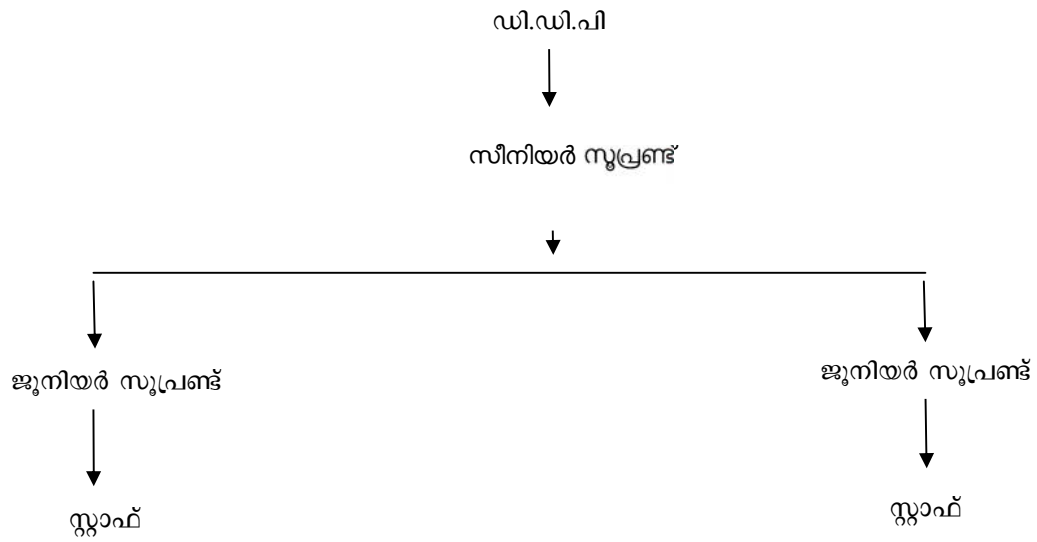 ഡി.ഡി.പി
സീനിയർ സൂപ്രണ്ട്
ജൂനിയർ സൂപ്രണ്ട്
ജൂനിയർ സൂപ്രണ്ട്
സ്റ്റാഫ്
സ്റ്റാഫ്